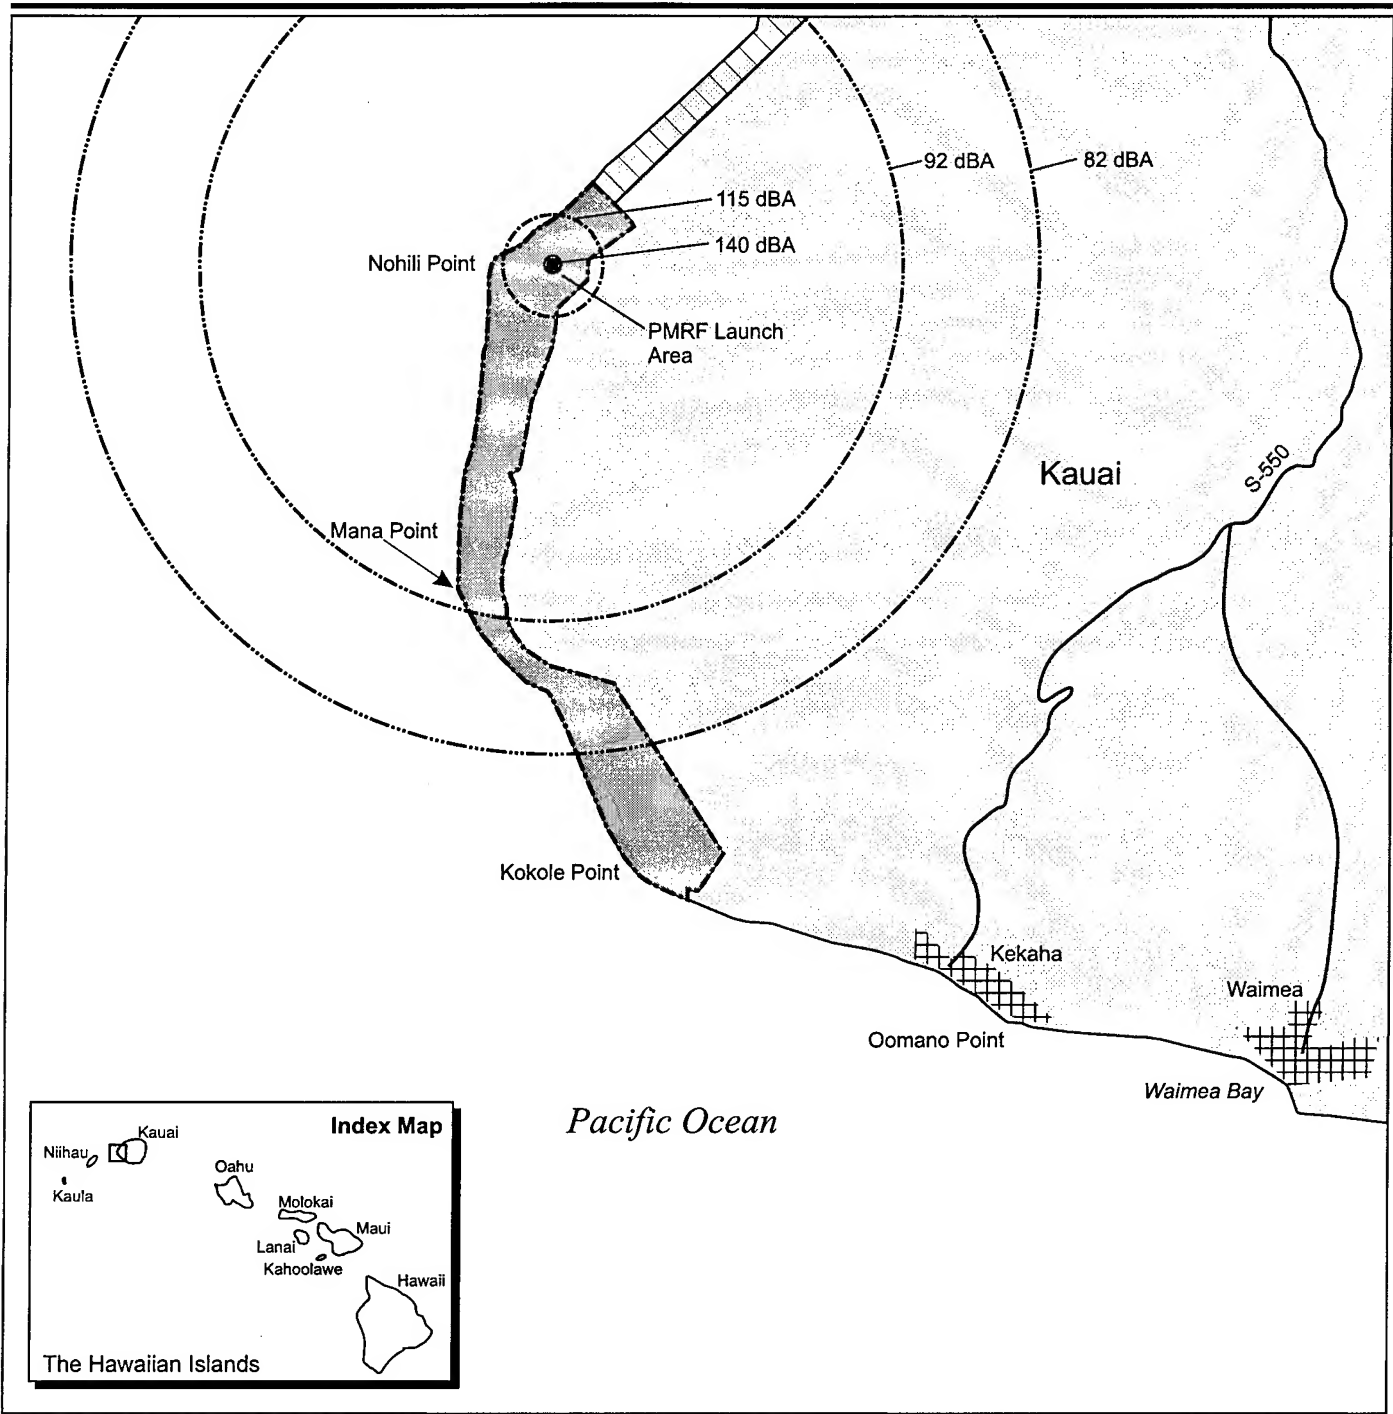 92 dBA
82 dBA
115 dBA
140 dBA
Nohili Point
PMRF Launch
Area
Kauai
S-550
Mana Point
Kokole Point
Kekaha
Waimea
Oomano Point
Waimea Bay
Pacific Ocean
Index Map
Kauai
Niihau
Kaula
Oahu
Molokai
Maui
Lanai
Kahoolawe
Hawaii
The Hawaiian Islands